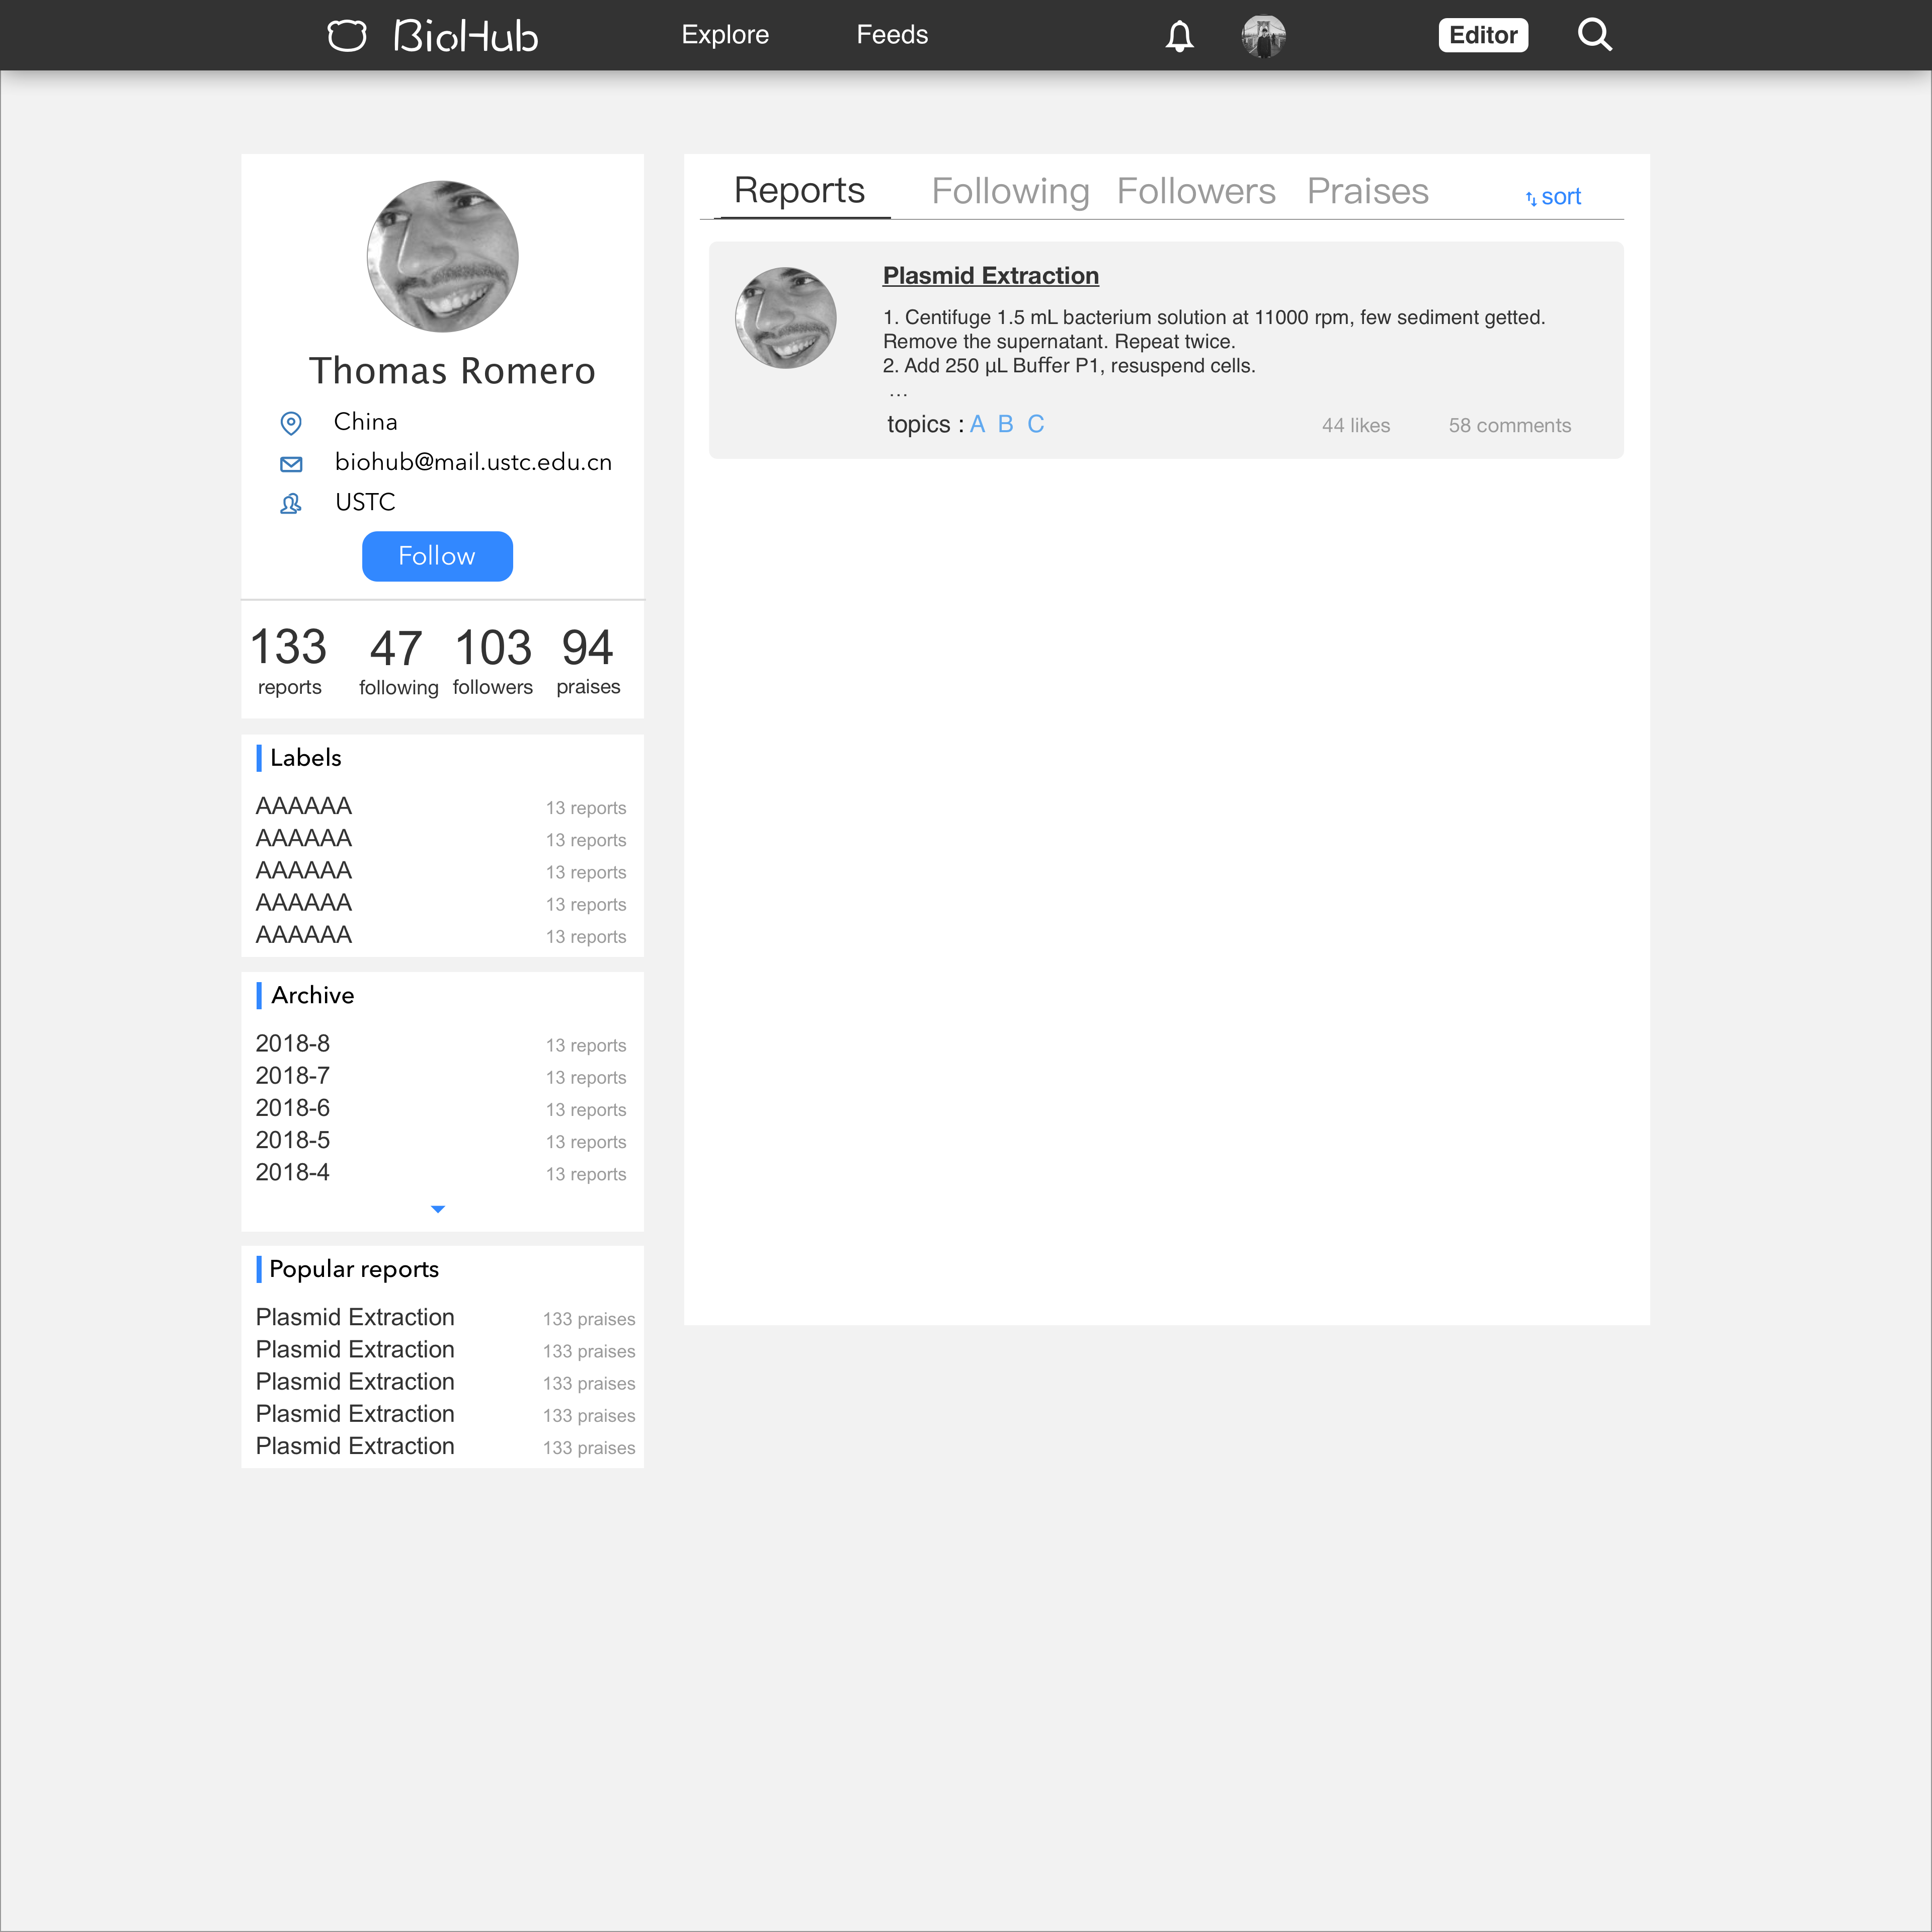 BioHub Explore Feeds Editor
Thomas Romero
China
biohub@mail.ustc.edu.cn
USTC
Follow
133 47 103 94
reports following followers praises
Labels
AAAAAA 13 reports
AAAAAA 13 reports
AAAAAA 13 reports
AAAAAA 13 reports
AAAAAA 13 reports
Archive
2018-8 13 reports
2018-7 13 reports
2018-6 13 reports
2018-5 13 reports
2018-4 13 reports
Popular reports
Plasmid Extraction 133 praises
Plasmid Extraction 133 praises
Plasmid Extraction 133 praises
Plasmid Extraction 133 praises
Plasmid Extraction 133 praises
Reports Following Followers Praises sort
Plasmid Extraction
1. Centifuge 1.5 mL bacterium solution at 11000 rpm, few sediment getted.
Remove the supernatant. Repeat twice.
2. Add 250 µL Buffer P1, resuspend cells.
...
topics : A B C 44 likes 58 comments